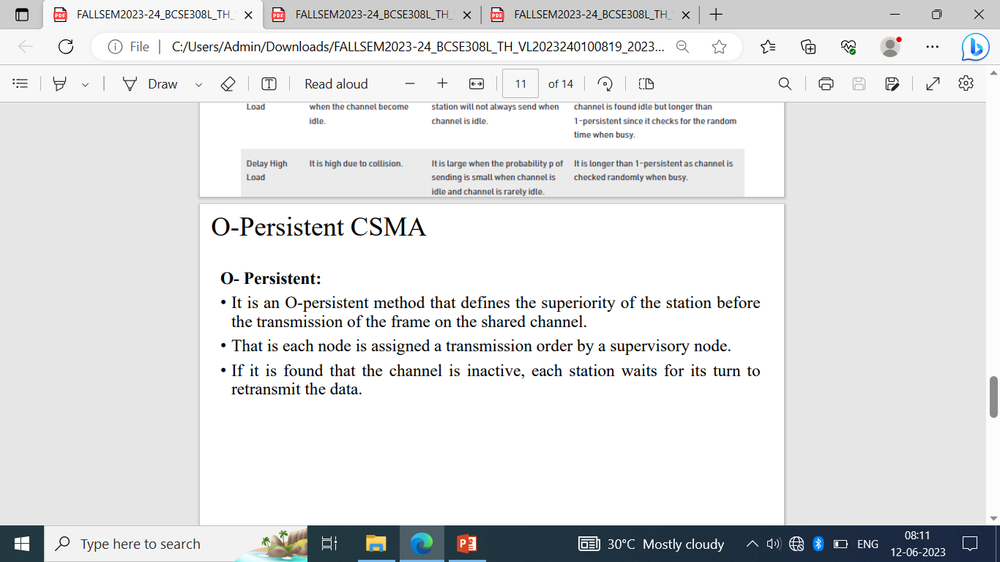 FALLSEM2023-24_BCSE308L_TH_
FALLSEM2023-24_BCSE308L_TH_
FALLSEM2023-24_BCSE308L_TH_
File
C:/Users/Admin/Downloads/FALLSEM2023-24_BCSE308L_TH_VL2023240100819_2023...
Draw
Read aloud
11
of 14
Load
when the channel become
station will not always send when
channel is found idle but longer than
idle.
channel is idle.
1-persistent since it checks for the random
time when busy.
Delay High
It is high due to collision.
It is large when the probability p of
It is longer than 1-persistent as channel is
Load
sending is small when channel is
checked randomly when busy.
idle and channel is rarely idle.
O-Persistent CSMA
O- Persistent:
• It is an O-persistent method that defines the superiority of the station before
the transmission of the frame on the shared channel.
• That is each node is assigned a transmission order by a supervisory node.
• If it is found that the channel is inactive, each station waits for its turn to
retransmit the data.
Type here to search
30°C Mostly cloudy
ENG
08:11
12-06-2023